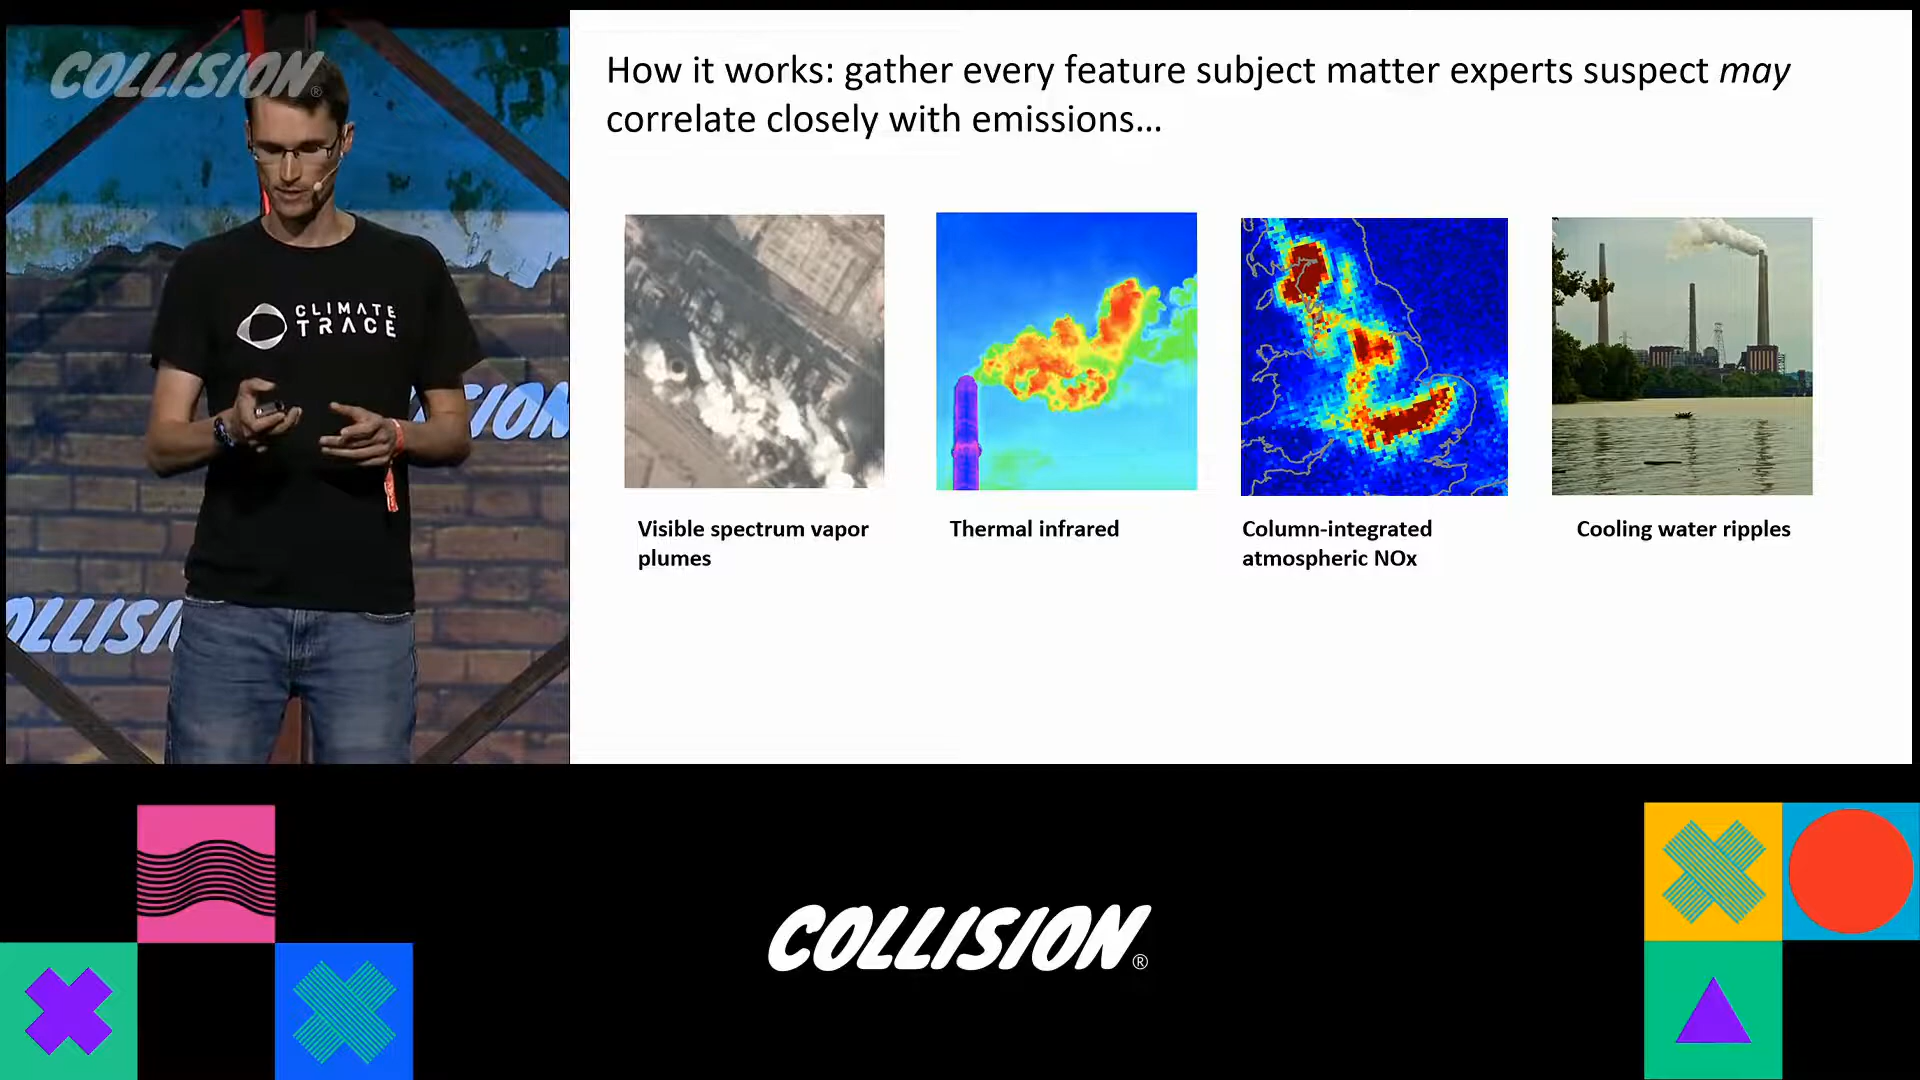 COLLISION®
CLIMATE
TRACE
How it works: gather every feature subject matter experts suspect may
correlate closely with emissions…
Visible spectrum vapor
plumes
Thermal infrared
Column-integrated
atmospheric NOx
Cooling water ripples
COLLISION®